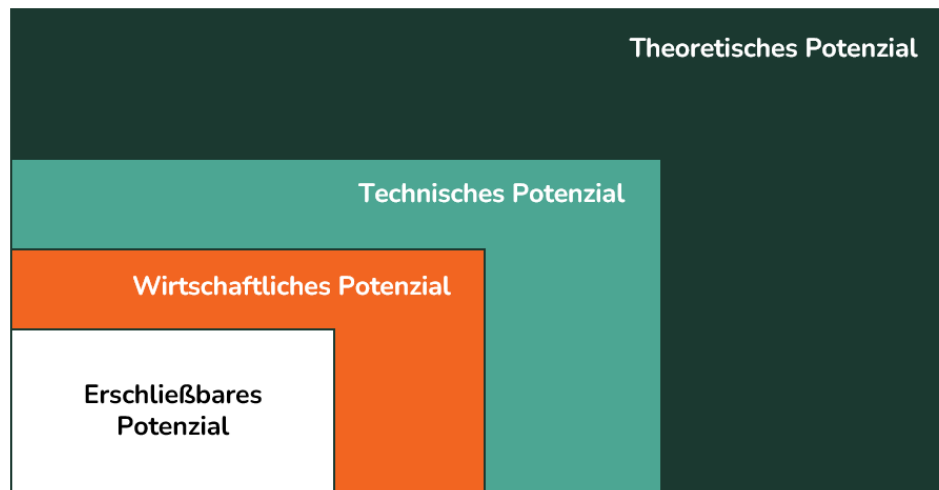 Theoretisches Potenzial
Technisches Potenzial
Wirtschaftliches Potenzial
Erschließbares
Potenzial